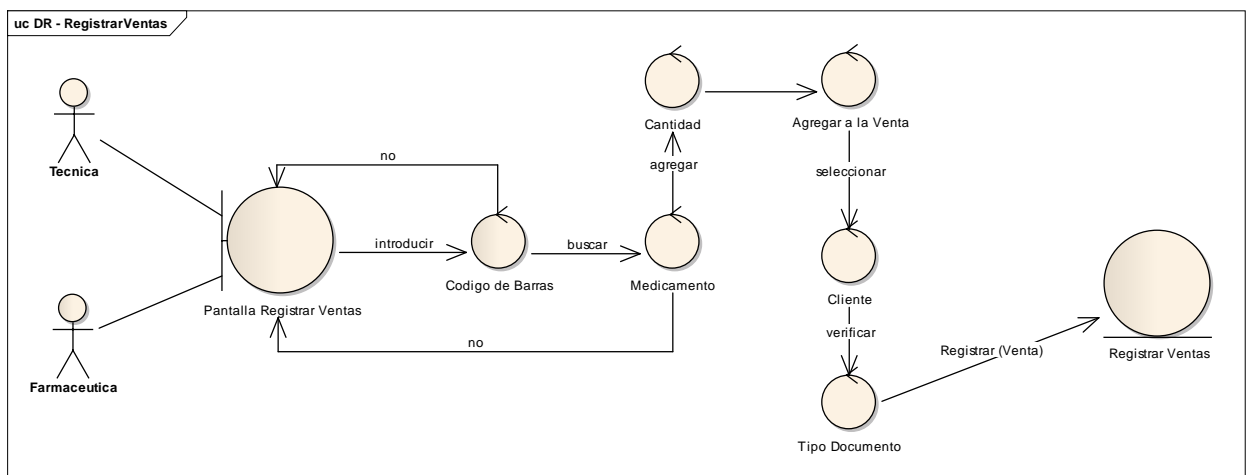 uc DR - RegistrarVentas
Tecnica
Farmaceutica
Pantalla Registrar Ventas
no
introducir
Codigo de Barras
buscar
no
Medicamento
agregar
Cantidad
Agregar a la Venta
seleccionar
Cliente
verificar
Tipo Documento
Registrar (Venta)
Registrar Ventas